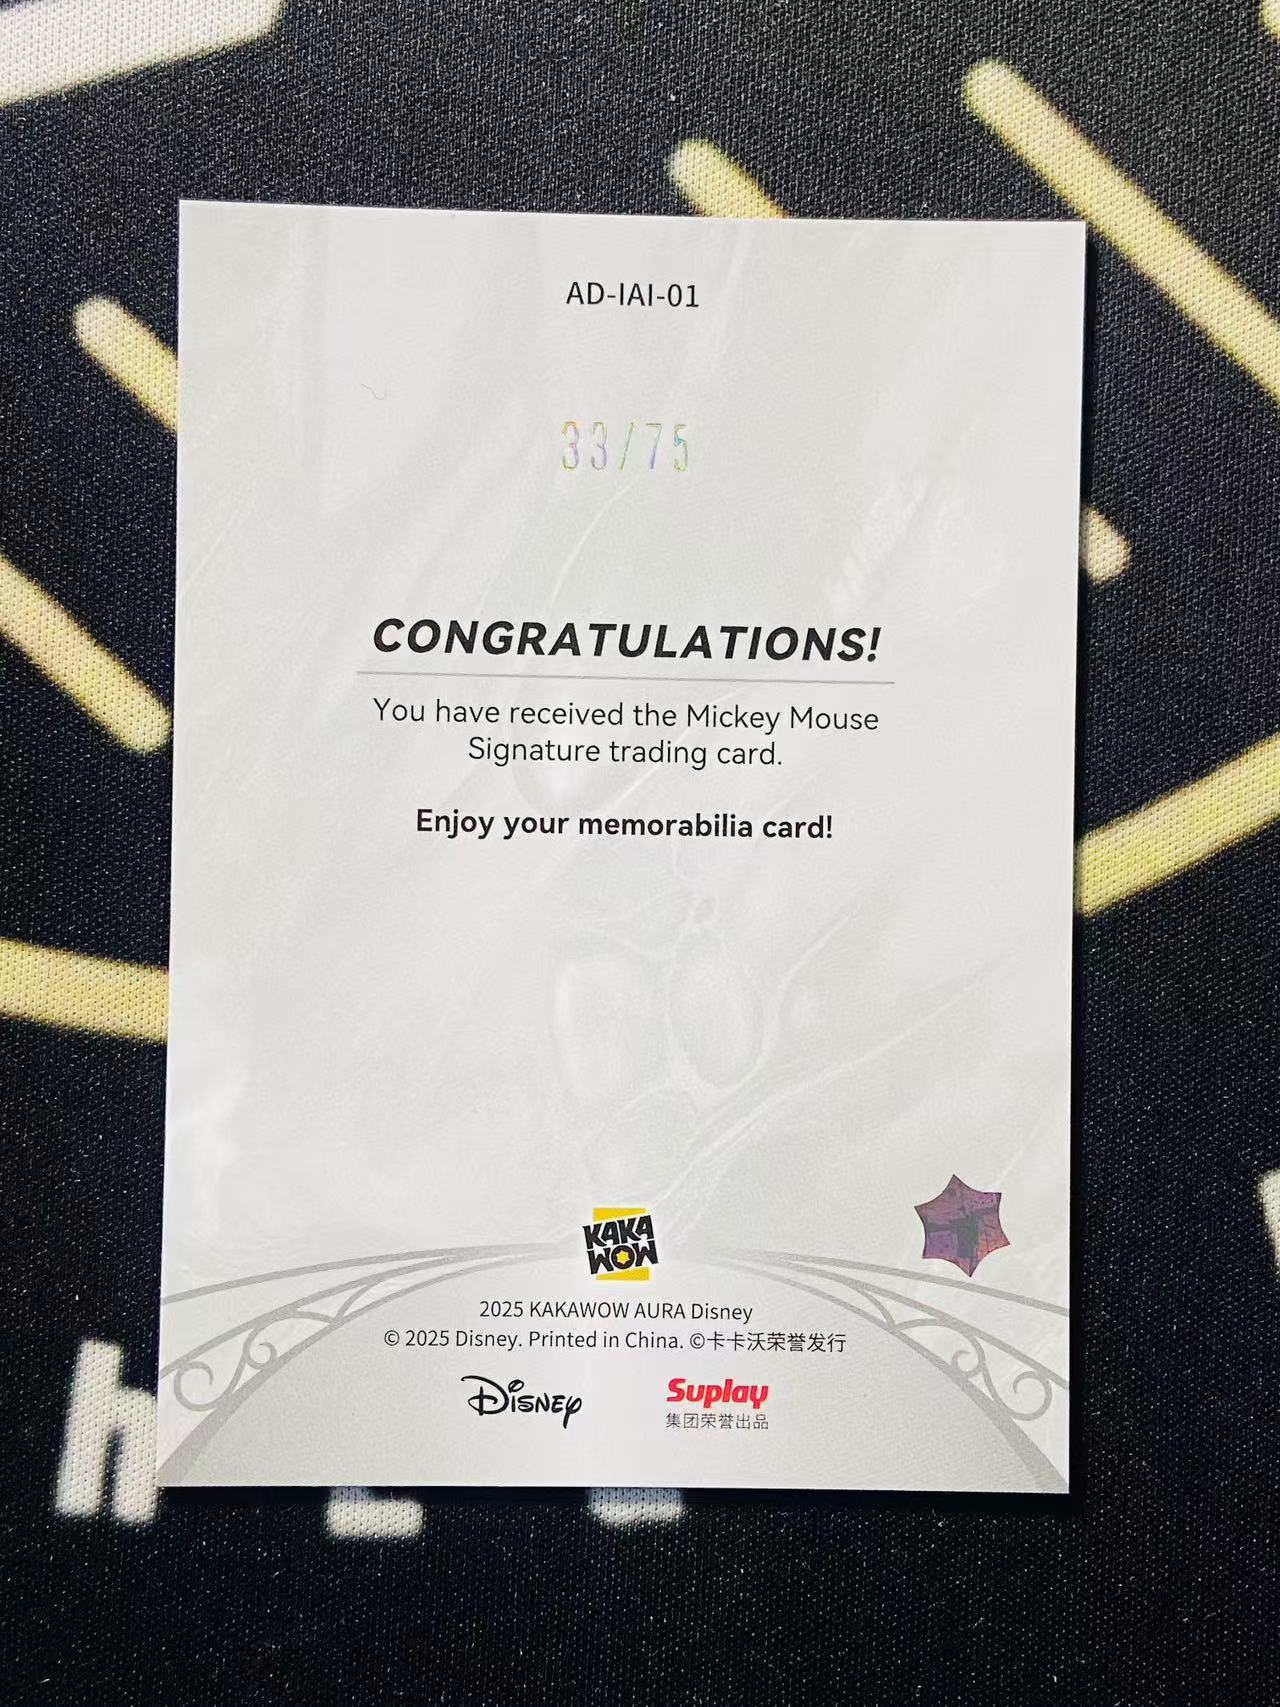 AD-IAI-01
33/75
CONGRATULATIONS!
You have received the Mickey Mouse
Signature trading card.
Enjoy your memorabilia card!
KAKA
WOW
2025 KAKAWOW AURA Disney
© 2025 Disney. Printed in China. ©卡卡沃荣誉发行
Disney
Suplay
集团荣誉出品
h